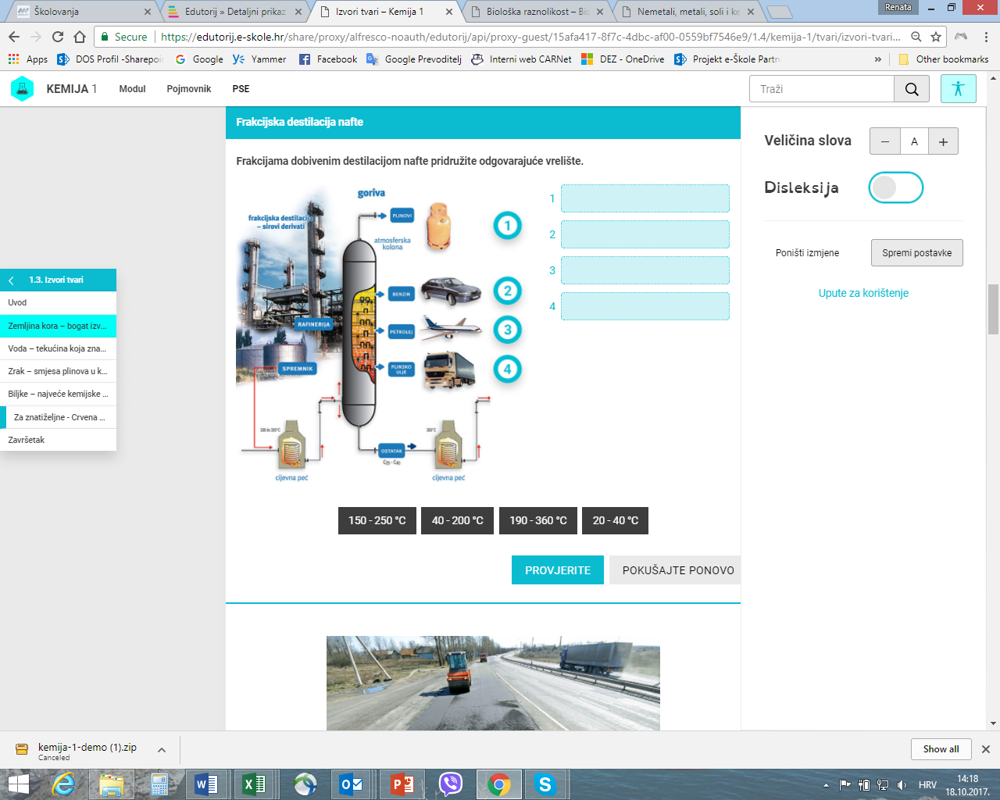 Renata
Školovanja
Edutorij » Detaljni prikaz
Izvori tvari – Kemija 1
Biološka raznolikost – Bio
Nemetali, metali, soli i ke
Secure
https://edutorij.e-skole.hr/share/proxy/alfresco-noauth/edutorij/api/proxy-guest/15afa417-8f7c-4dbc-af00-0559bf7546e9/1.4/kemija-1/tvari/izvori-tvari...
Apps
DOS Profil -Sharepoin
Google
Yammer
Facebook
Google Prevoditelj
Interni web CARNet
DEZ - OneDrive
Projekt e-Škole Partn
»
Other bookmarks
KEMIJA 1
Modul
Pojmovnik
PSE
Traži
Frakcijska destilacija nafte
Frakcijama dobivenim destilacijom nafte pridružite odgovarajuće vrelište.
goriva
frakcijska destilacija
– sirovi derivati
PLINOVI
atmosferska
kolona
BENZIN
RAFINERIJA
PETROLEJ
SPREMNIK
PLINSKO
ULJE
OSTATAK
C35 - C40
cijevna peć
cijevna peć
1
2
3
4
1
2
3
4
150 - 250 °C
40 - 200 °C
190 - 360 °C
20 - 40 °C
PROVJERITE
POKUŠAJTE PONOVO
1.3. Izvori tvari
Uvod
Zemljina kora – bogat izv...
Voda – tekućina koja zna...
Zrak – smjesa plinova u k...
Biljke – najveće kemijske ...
Za znatiželjne - Crvena ...
Završetak
Veličina slova
−
A
+
Disleksija
Poništi izmjene
Spremi postavke
Upute za korištenje
kemija-1-demo (1).zip
Canceled
Show all
HRV
14:18
18.10.2017.